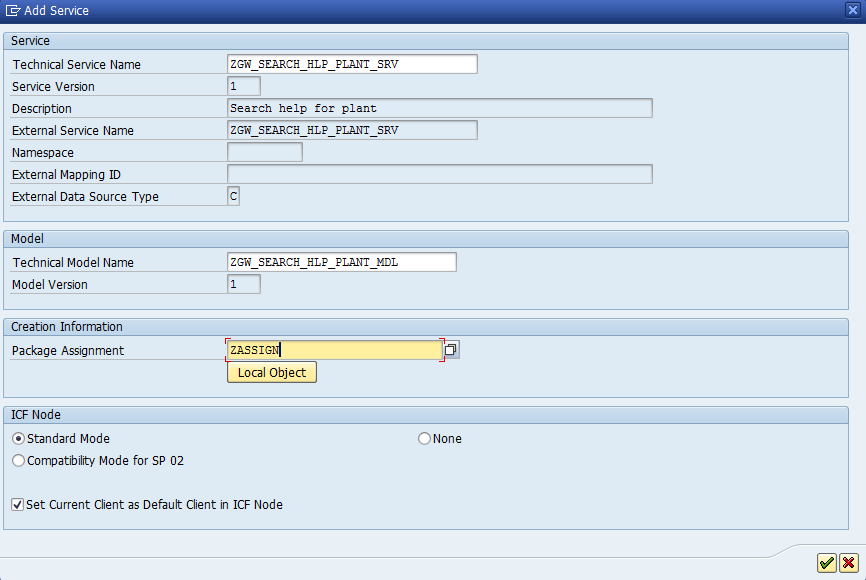 Add Service
Service
Technical Service Name ZGW_SEARCH_HLP_PLANT_SRV
Service Version 1
Description Search help for plant
External Service Name ZGW_SEARCH_HLP_PLANT_SRV
Namespace
External Mapping ID
External Data Source Type C
Model
Technical Model Name ZGW_SEARCH_HLP_PLANT_MDL
Model Version 1
Creation Information
Package Assignment ZASSIGN
Local Object
ICF Node
Standard Mode None
Compatibility Mode for SP 02
Set Current Client as Default Client in ICF Node